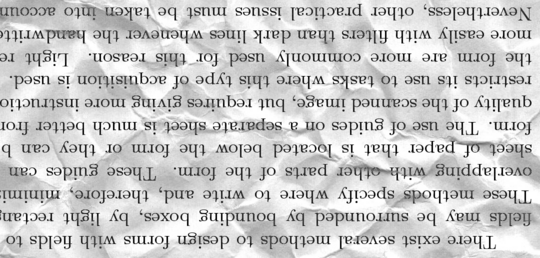 There exist several methods to design forms with fields to
fields may be surrounded by bounding boxes, by light rectang
These methods specify where to write and, therefore, minimi
overlapping with other parts of the form. These guides can
sheet of paper that is located below the form or they can b
form. The use of guides on a separate sheet is much better fror
quality of the scanned image, but requires giving more instructio
restricts its use to tasks where this type of acquisition is used.
the form are more commonly used for this reason. Light re
more easily with filters than dark lines whenever the handwritte
Nevertheless, other practical issues must be taken into accoun